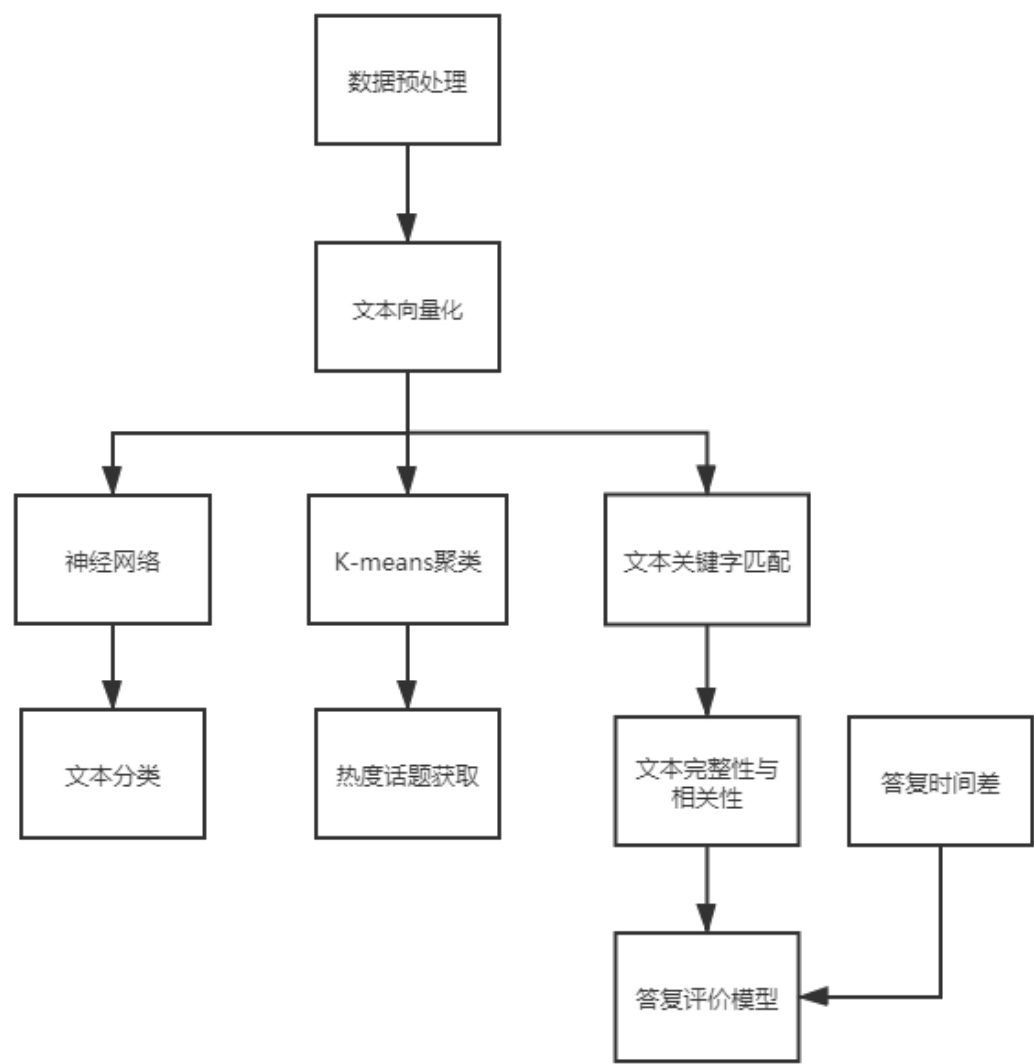 数据预处理
文本向量化
神经网络
K-means聚类
文本关键字匹配
文本分类
热度话题获取
文本完整性与
相关性
答复时间差
答复评价模型